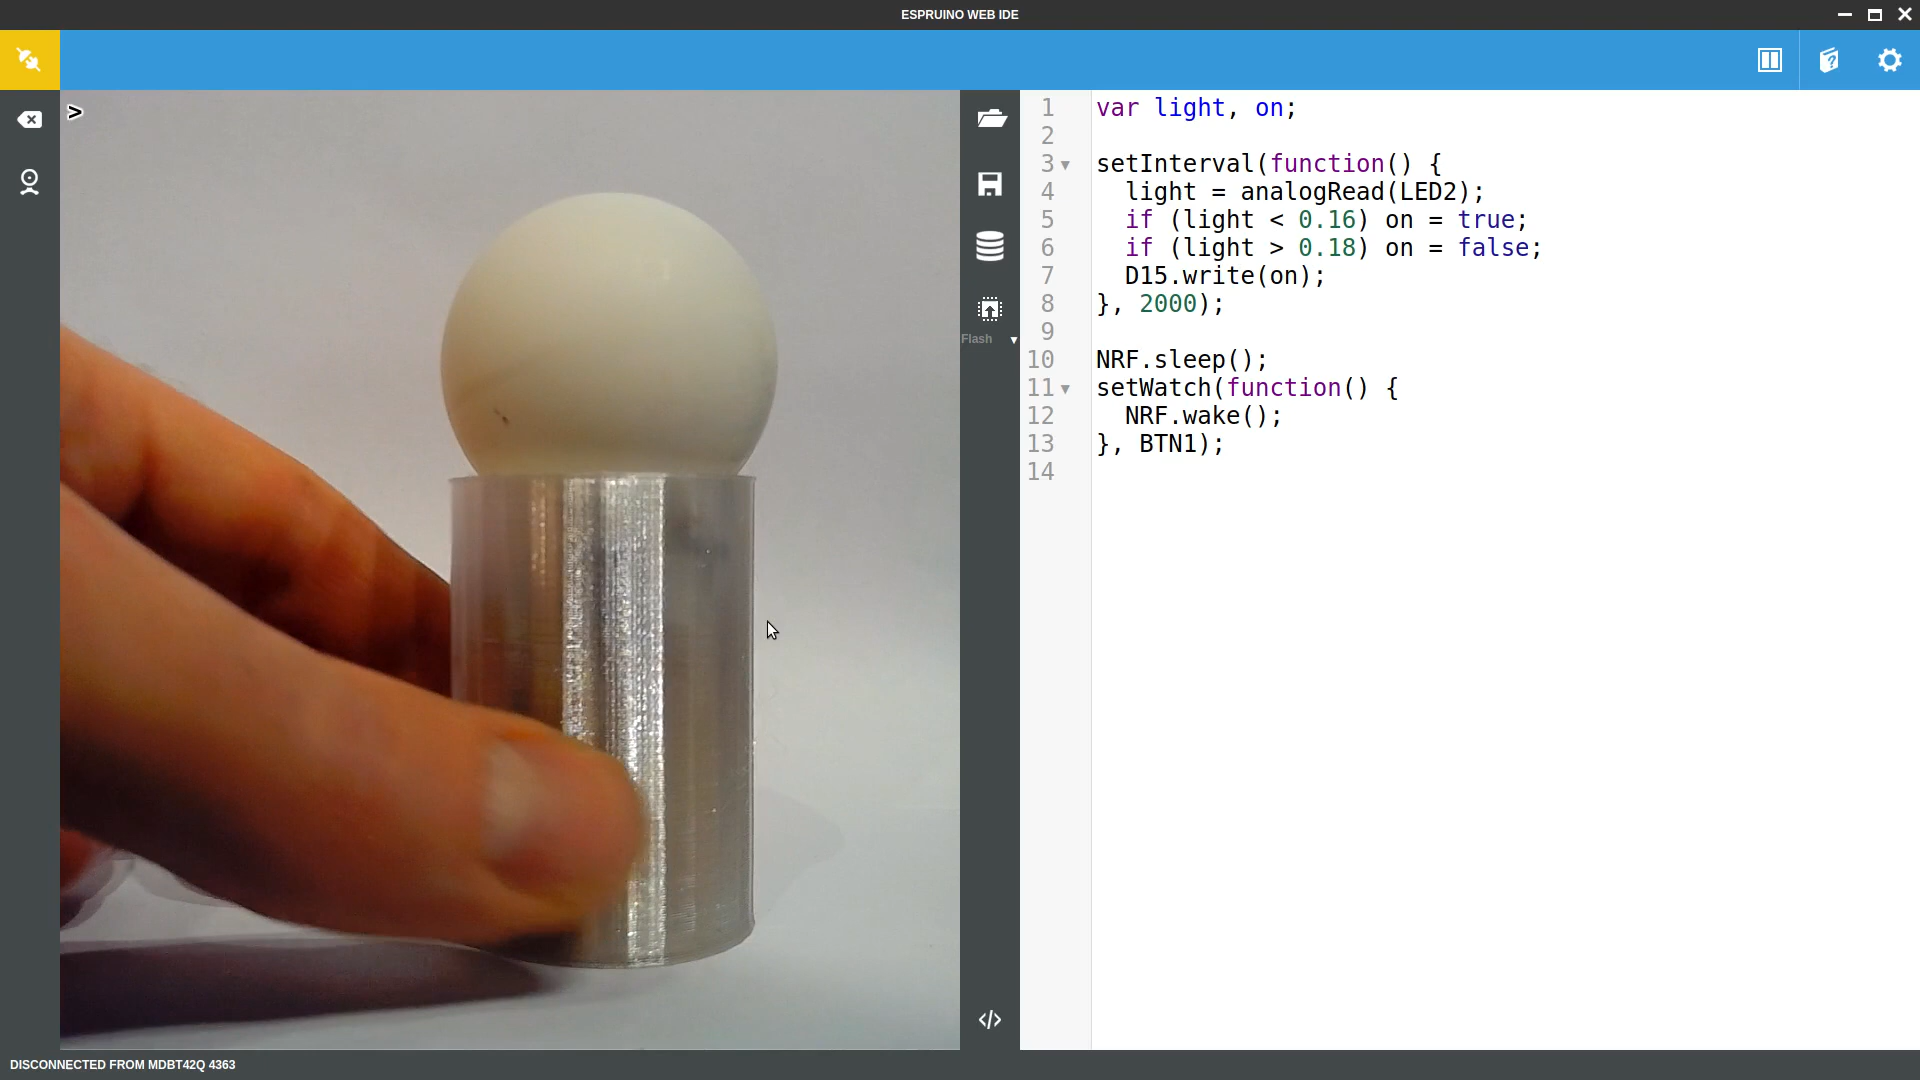 ESPRUINO WEB IDE
>
Flash ▼
1 var light, on;
2
3 setInterval(function() {
4   light = analogRead(LED2);
5   if (light < 0.16) on = true;
6   if (light > 0.18) on = false;
7   D15.write(on);
8 }, 2000);
9
10 NRF.sleep();
11 setWatch(function() {
12   NRF.wake();
13 }, BTN1);
14
DISCONNECTED FROM MDBT42Q 4363